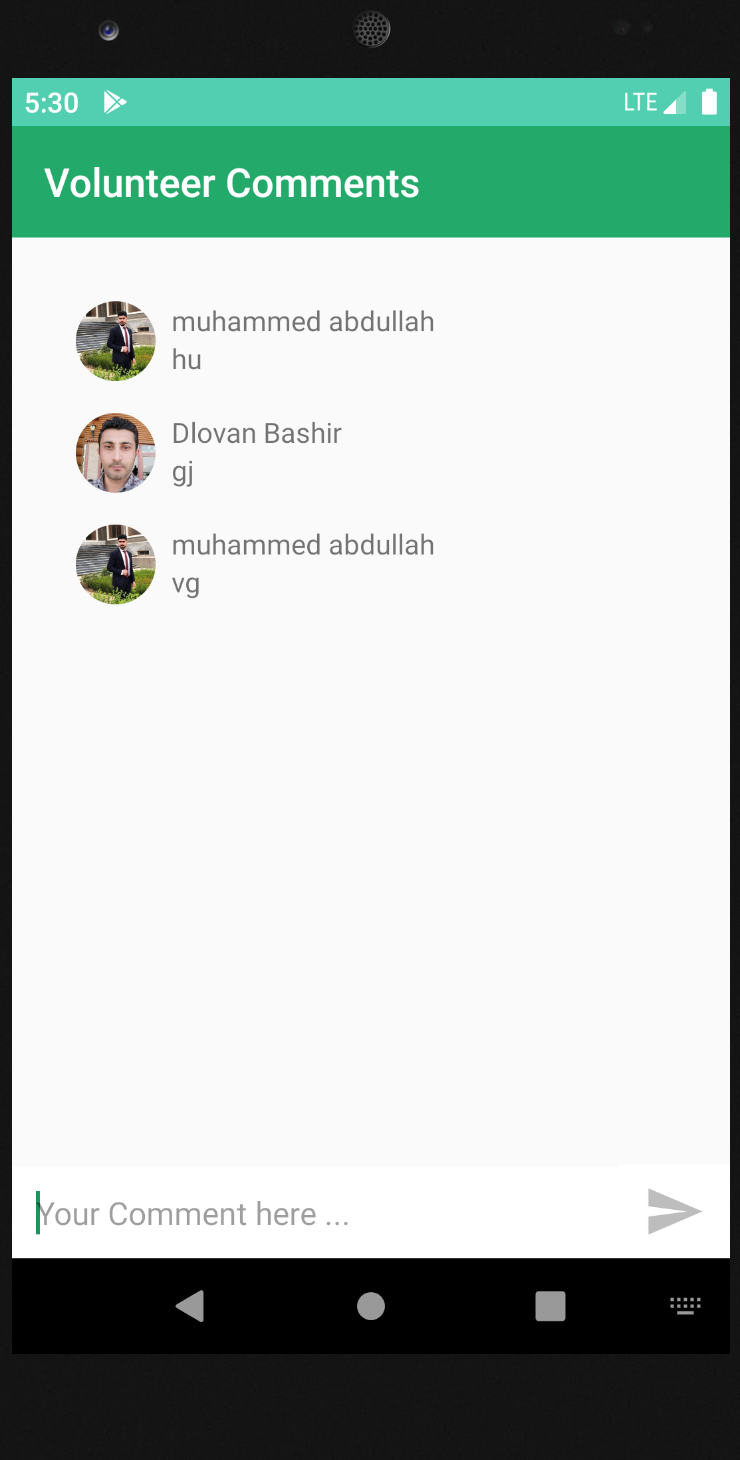 5:30
LTE
Volunteer Comments
muhammed abdullah
hu
Dlovan Bashir
gj
muhammed abdullah
vg
Your Comment here ...